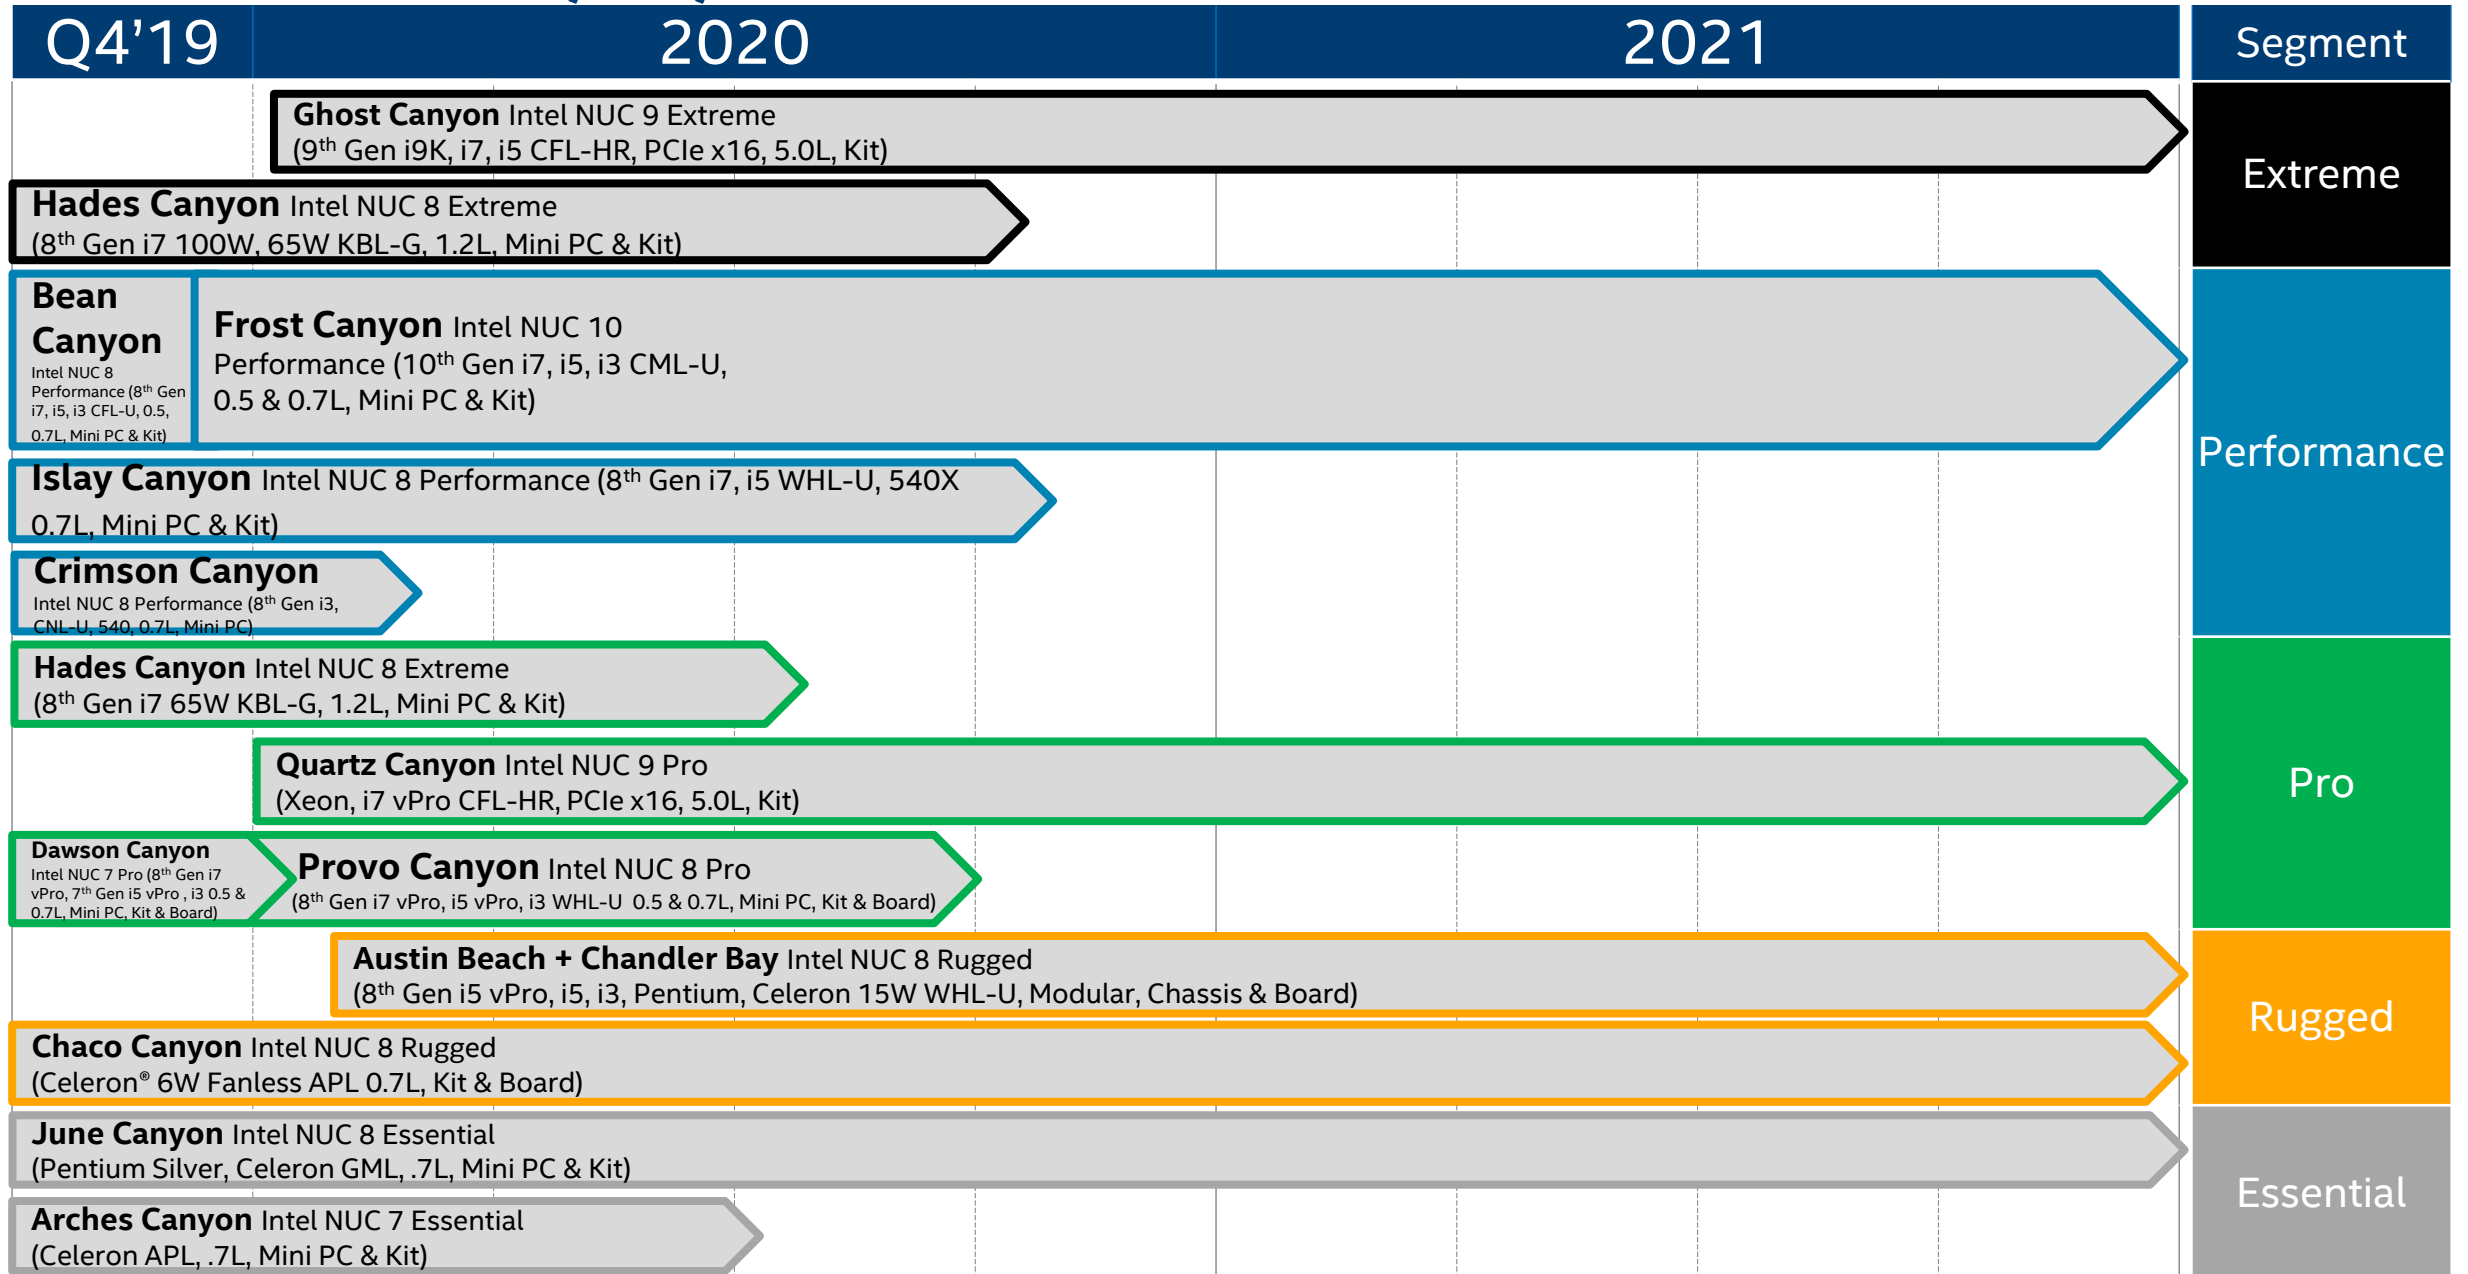 Q4’19 2020 2021 Segment
Ghost Canyon Intel NUC 9 Extreme
(9th Gen i9K, i7, i5 CFL-HR, PCIe x16, 5.0L, Kit)
Hades Canyon Intel NUC 8 Extreme
(8th Gen i7 100W, 65W KBL-G, 1.2L, Mini PC & Kit)
Extreme
Bean
Canyon
Intel NUC 8
Performance (8th Gen
i7, i5, i3 CFL-U, 0.5,
0.7L, Mini PC & Kit)
Frost Canyon Intel NUC 10
Performance (10th Gen i7, i5, i3 CML-U,
0.5 & 0.7L, Mini PC & Kit)
Islay Canyon Intel NUC 8 Performance (8th Gen i7, i5 WHL-U, 540X
0.7L, Mini PC & Kit)
Crimson Canyon
Intel NUC 8 Performance (8th Gen i3,
CNL-U, 540, 0.7L, Mini PC)
Performance
Hades Canyon Intel NUC 8 Extreme
(8th Gen i7 65W KBL-G, 1.2L, Mini PC & Kit)
Quartz Canyon Intel NUC 9 Pro
(Xeon, i7 vPro CFL-HR, PCIe x16, 5.0L, Kit)
Dawson Canyon
Intel NUC 7 Pro (8th Gen i7
vPro, 7th Gen i5 vPro , i3 0.5 &
0.7L, Mini PC, Kit & Board)
Provo Canyon Intel NUC 8 Pro
(8th Gen i7 vPro, i5 vPro, i3 WHL-U 0.5 & 0.7L, Mini PC, Kit & Board)
Pro
Austin Beach + Chandler Bay Intel NUC 8 Rugged
(8th Gen i5 vPro, i5, i3, Pentium, Celeron 15W WHL-U, Modular, Chassis & Board)
Chaco Canyon Intel NUC 8 Rugged
(Celeron® 6W Fanless APL 0.7L, Kit & Board)
Rugged
June Canyon Intel NUC 8 Essential
(Pentium Silver, Celeron GML, .7L, Mini PC & Kit)
Arches Canyon Intel NUC 7 Essential
(Celeron APL, .7L, Mini PC & Kit)
Essential